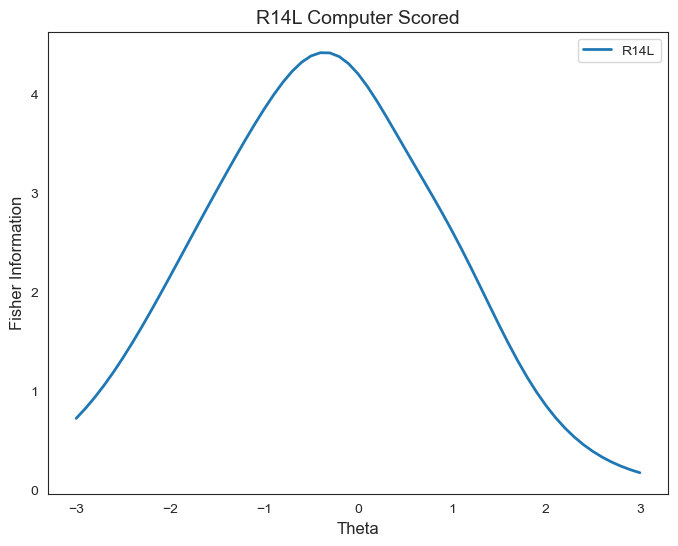 R14L Computer Scored
R14L
Fisher Information
4
3
2
1
0
−3 −2 −1 0 1 2 3
Theta